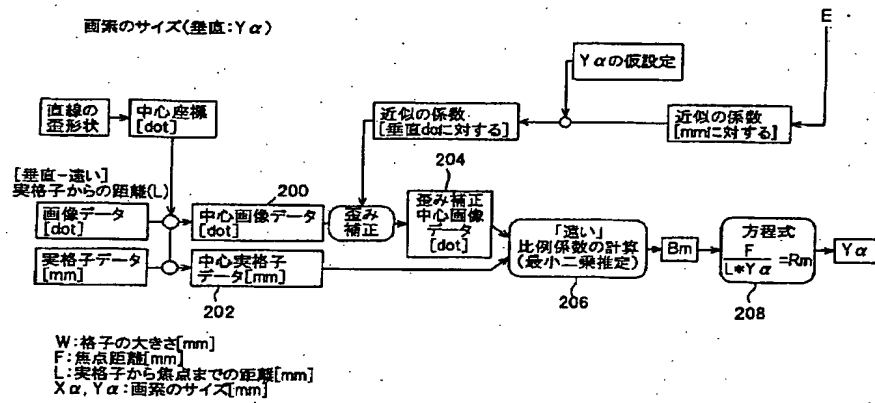 画素のサイズ(垂直:Yα)
E
Yαの仮設定
直線の
歪形状
中心座標
[dot]
近似の係数
[垂直dotに対する]
近似の係数
[mmに対する]
[垂直-遠い]
実格子からの距離(L)
200
204
画像データ
[dot]
中心画像データ
[dot]
歪み
補正
歪み補正
中心画像
データ
[dot]
「遠い」
比例係数の計算
(最小二乗推定)
206
Bm
方程式
F
L*Yα
=Rm
208
Yα
実格子データ
[mm]
中心実格子
データ[mm]
202
W:格子の大きさ[mm]
F:焦点距離[mm]
L:実格子から焦点までの距離[mm]
Xα,Yα:画素のサイズ[mm]